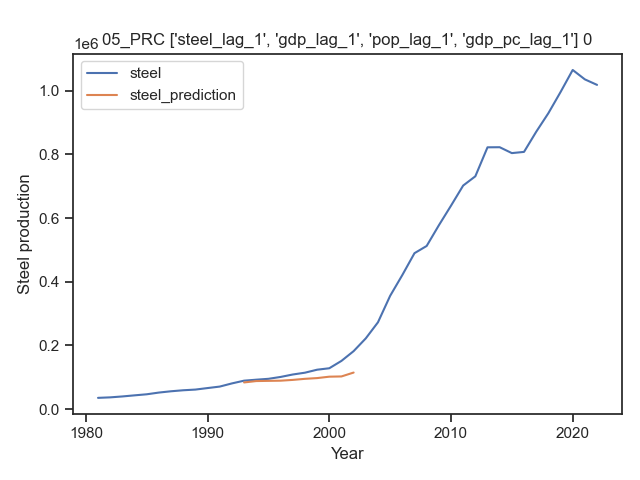 05_PRC ['steel_lag_1', 'gdp_lag_1', 'pop_lag_1', 'gdp_pc_lag_1'] 0
1e6
steel
steel_prediction
1.0
0.8
0.6
0.4
0.2
0.0
Steel production
1980
1990
2000
2010
2020
Year